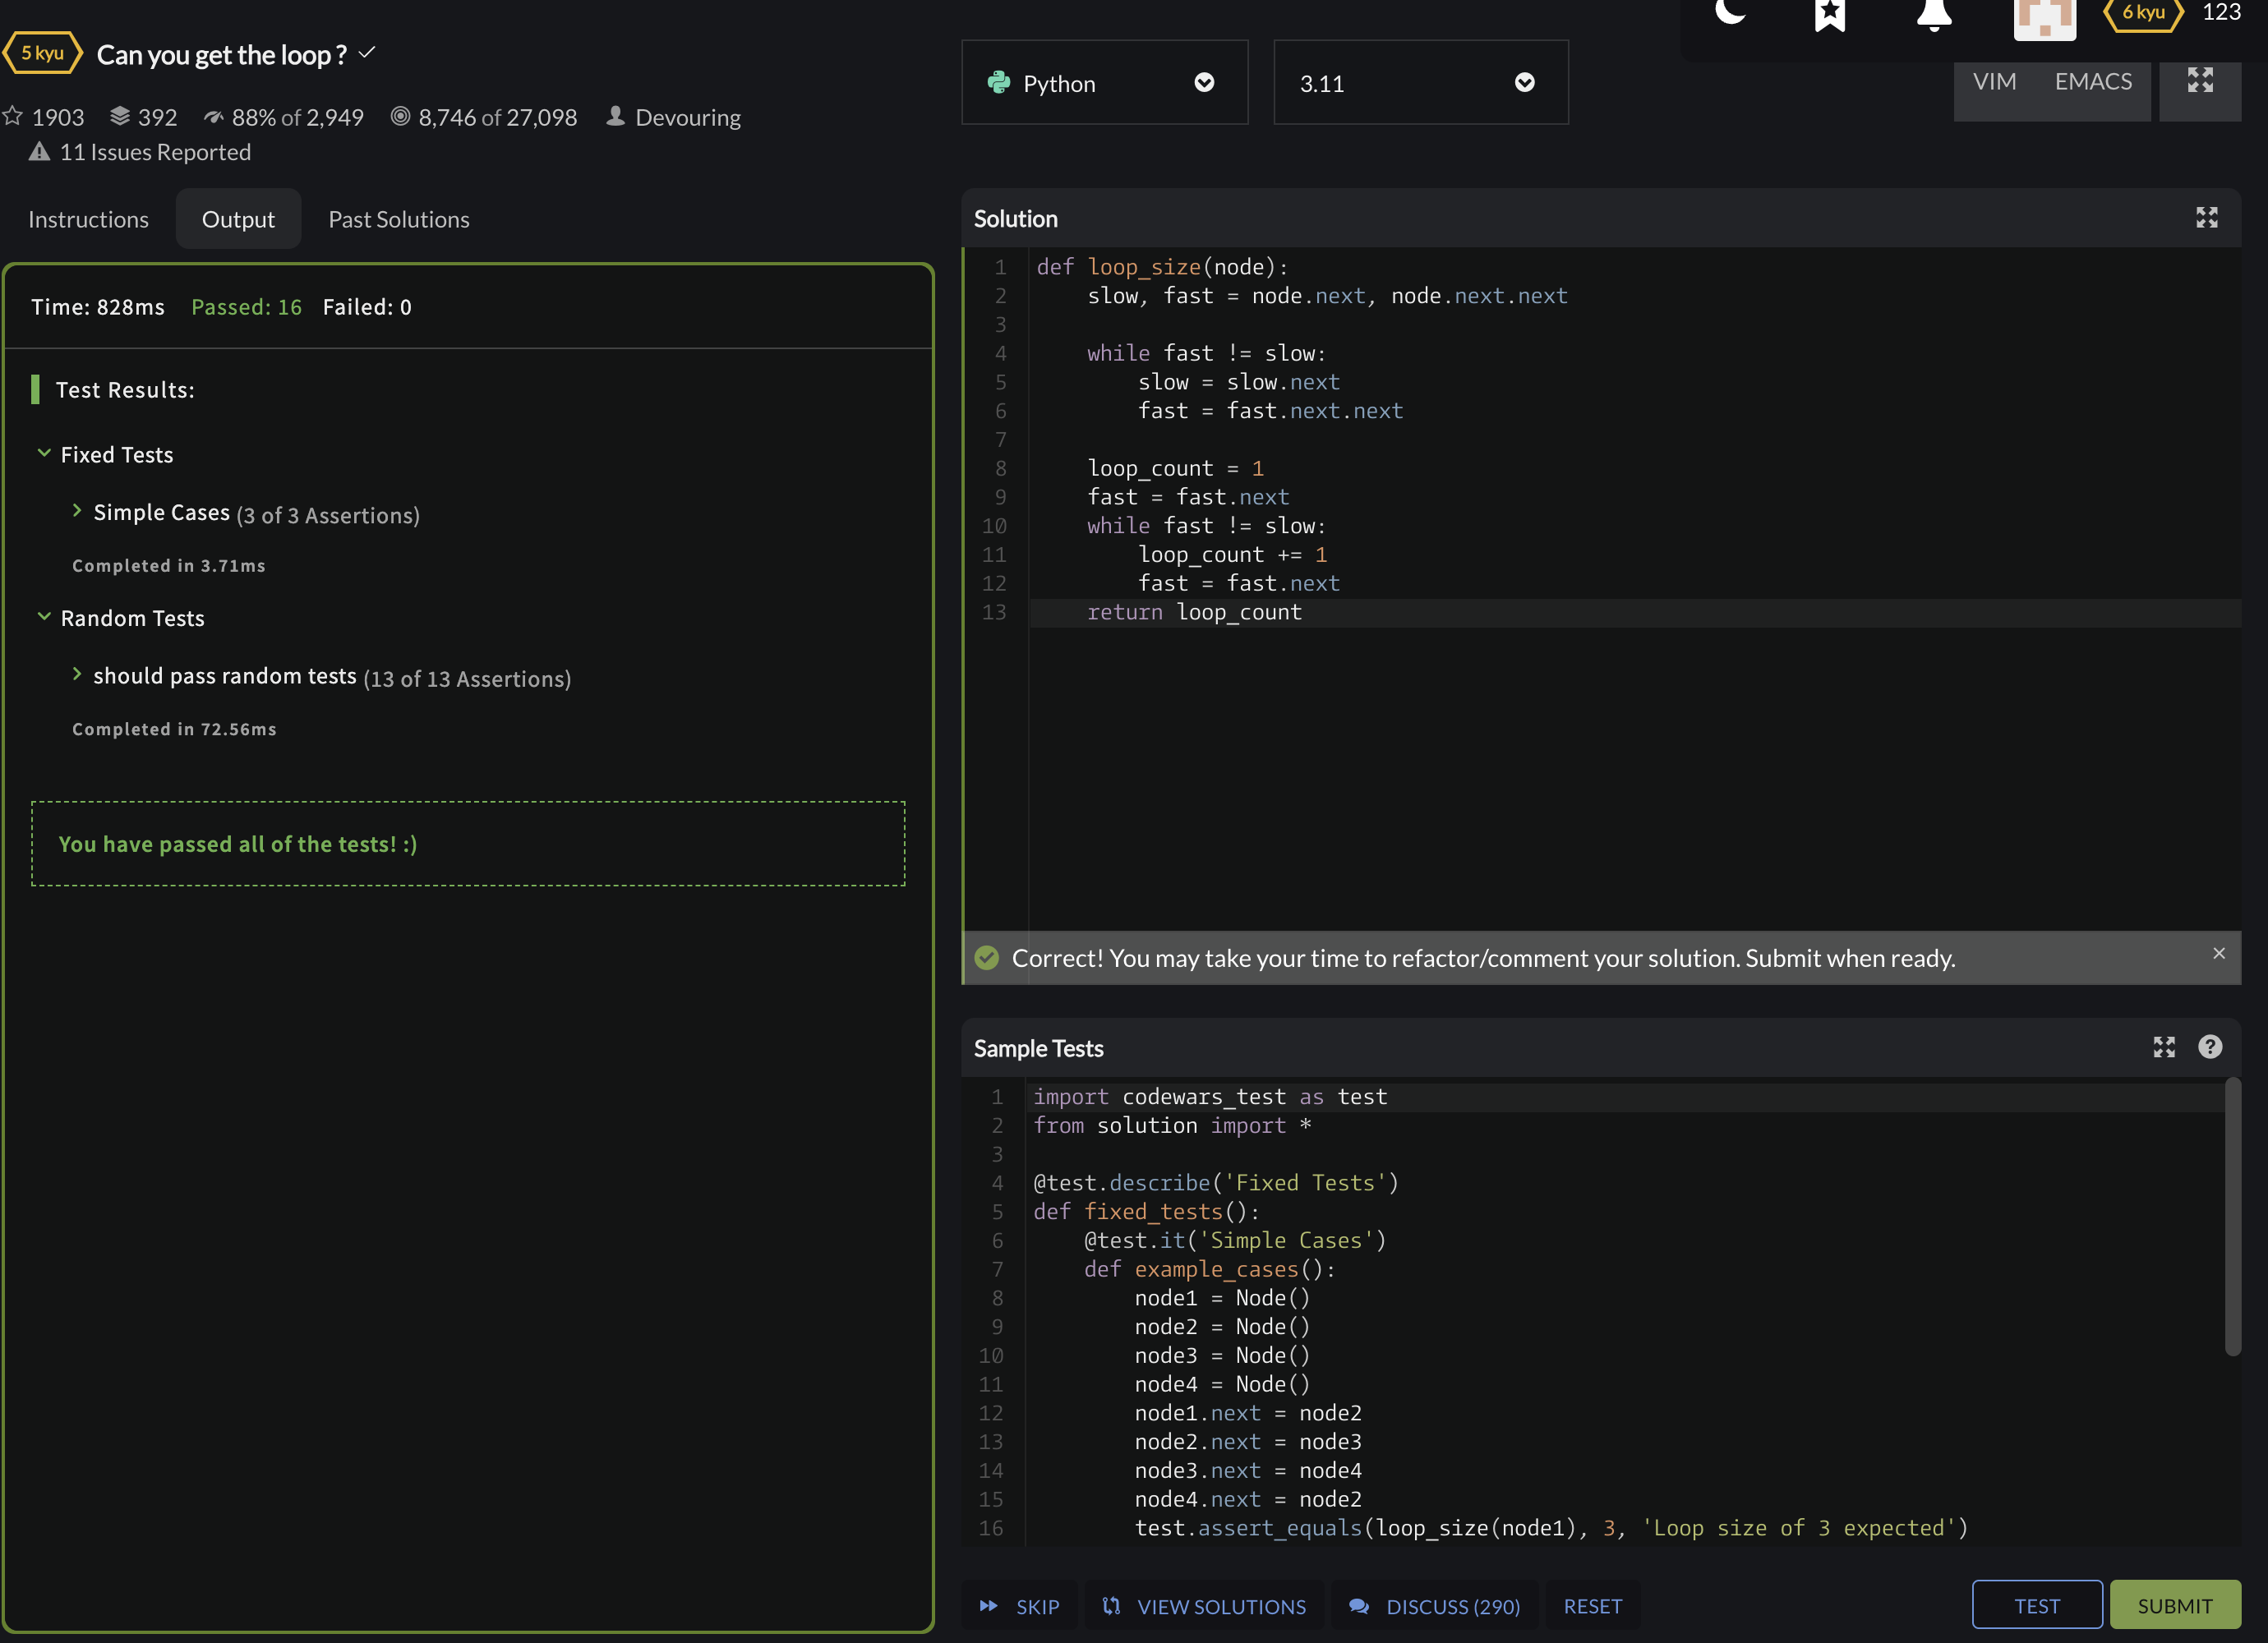 5 kyu Can you get the loop ?
1903 392 88% of 2,949 8,746 of 27,098 Devouring
11 Issues Reported
6 kyu 123
Python
3.11
VIM EMACS
Instructions Output Past Solutions
Time: 828ms Passed: 16 Failed: 0
Test Results:
Fixed Tests
Simple Cases (3 of 3 Assertions)
Completed in 3.71ms
Random Tests
should pass random tests (13 of 13 Assertions)
Completed in 72.56ms
You have passed all of the tests! :)
Solution
1 def loop_size(node):
2     slow, fast = node.next, node.next.next
3
4     while fast != slow:
5         slow = slow.next
6         fast = fast.next.next
7
8     loop_count = 1
9     fast = fast.next
10     while fast != slow:
11         loop_count += 1
12         fast = fast.next
13     return loop_count
Correct! You may take your time to refactor/comment your solution. Submit when ready.
Sample Tests
1 import codewars_test as test
2 from solution import *
3
4 @test.describe('Fixed Tests')
5 def fixed_tests():
6     @test.it('Simple Cases')
7     def example_cases():
8         node1 = Node()
9         node2 = Node()
10         node3 = Node()
11         node4 = Node()
12         node1.next = node2
13         node2.next = node3
14         node3.next = node4
15         node4.next = node2
16         test.assert_equals(loop_size(node1), 3, 'Loop size of 3 expected')
SKIP VIEW SOLUTIONS DISCUSS (290) RESET TEST SUBMIT